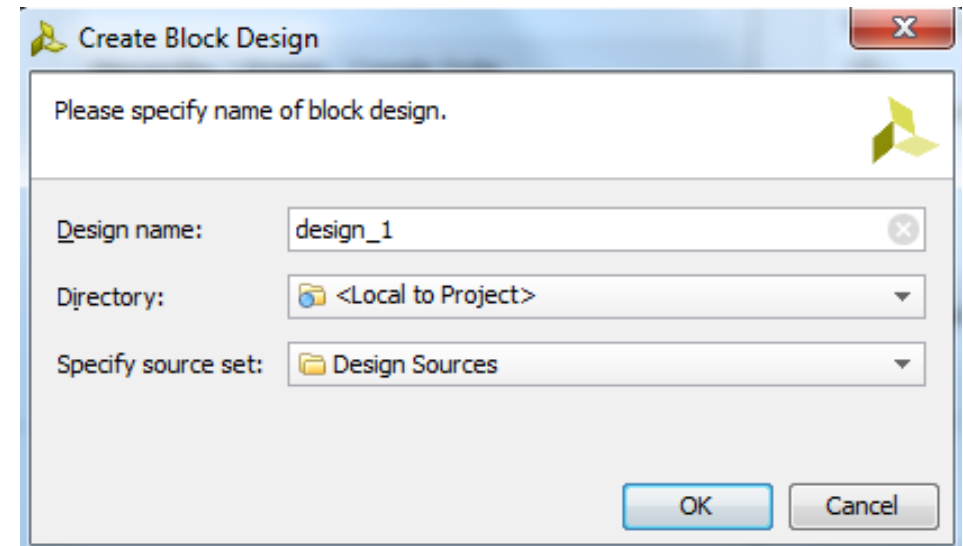 Create Block Design
Please specify name of block design.
Design name: design_1
Directory: <Local to Project>
Specify source set: Design Sources
OK Cancel